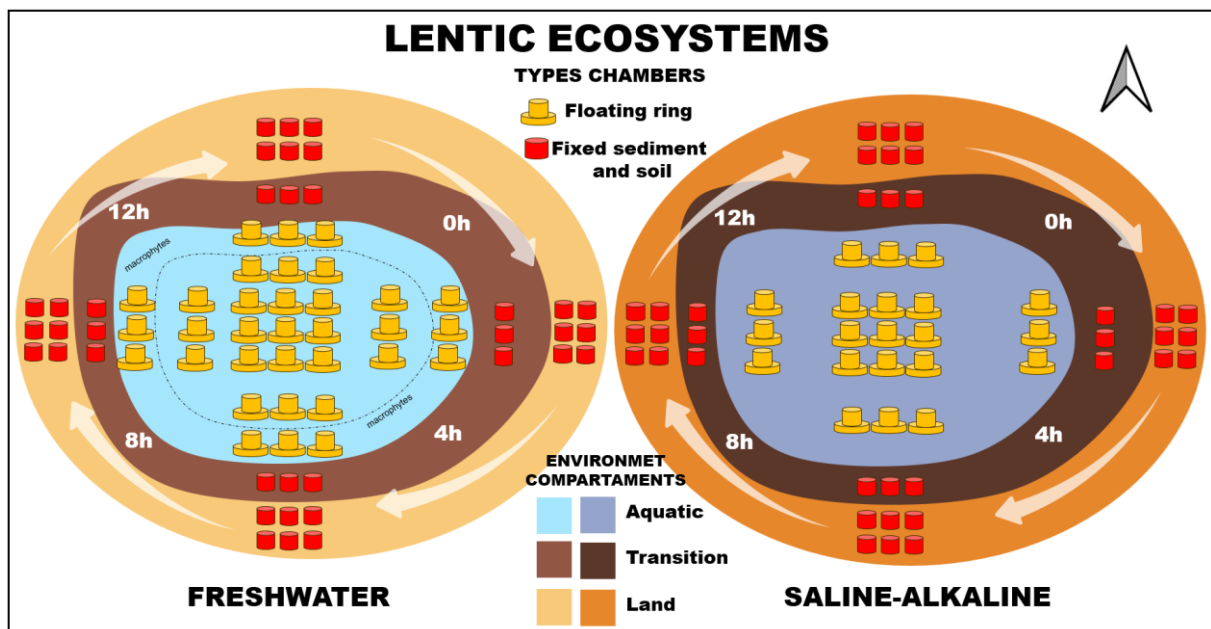 LENTIC ECOSYSTEMS
TYPES CHAMBERS
Floating ring
Fixed sediment
and soil
12h
0h
macrophytes
macrophytes
8h
4h
12h
0h
8h
4h
ENVIRONMET
COMPARTAMENTS
Aquatic
Transition
Land
FRESHWATER
SALINE-ALKALINE